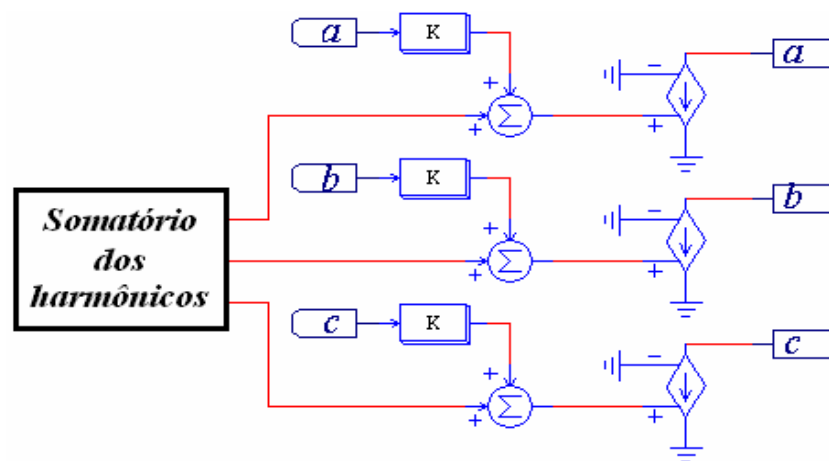 a K − a
+ Σ + +
b K − b
Somatório
dos
harmônicos
+ Σ + +
c K − c
+ Σ + +